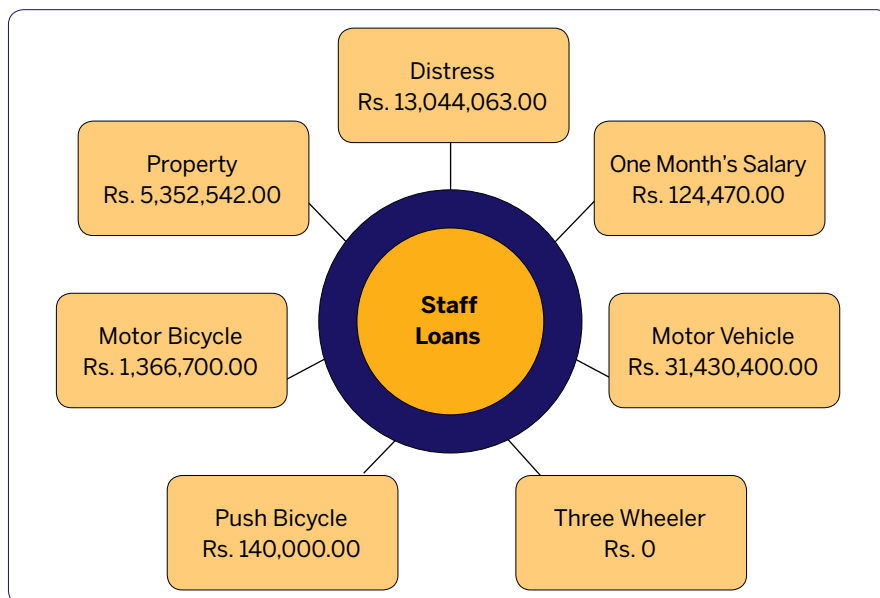 Distress
Rs. 13,044,063.00
Property
Rs. 5,352,542.00
One Month’s Salary
Rs. 124,470.00
Staff
Loans
Motor Bicycle
Rs. 1,366,700.00
Motor Vehicle
Rs. 31,430,400.00
Push Bicycle
Rs. 140,000.00
Three Wheeler
Rs. 0